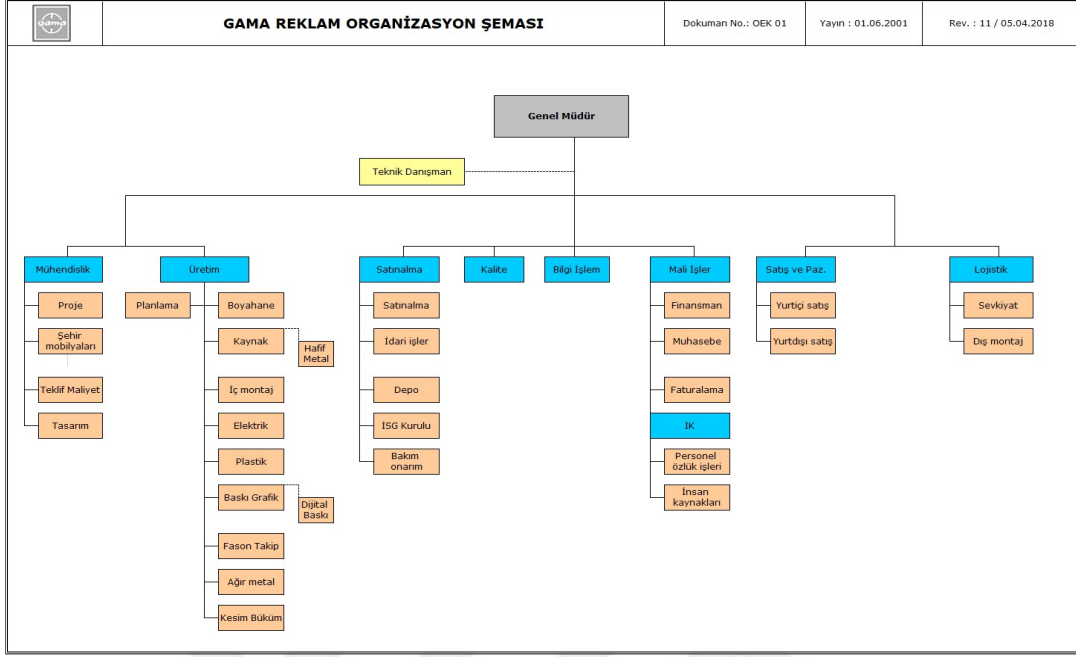 gama
GAMA REKLAM ORGANİZASYON ŞEMASI
Dokuman No.: OEK 01
Yayın : 01.06.2001
Rev. : 11 / 05.04.2018
Genel Müdür
Teknik Danışman
Mühendislik
Proje
Şehir
mobilyaları
Teklif Maliyet
Tasarım
Üretim
Planlama
Boyahane
Kaynak
Hafif
Metal
İç montaj
Elektrik
Plastik
Baskı Grafik
Dijital
Baskı
Fason Takip
Ağır metal
Kesim Büküm
Satınalma
Satınalma
İdari işler
Depo
İSG Kurulu
Bakım
onarım
Kalite
Bilgi İşlem
Mali İşler
Finansman
Muhasebe
Faturalama
İK
Personel
özlük işleri
İnsan
kaynakları
Satış ve Paz.
Yurtiçi satış
Yurtdışı satış
Lojistik
Sevkiyat
Dış montaj